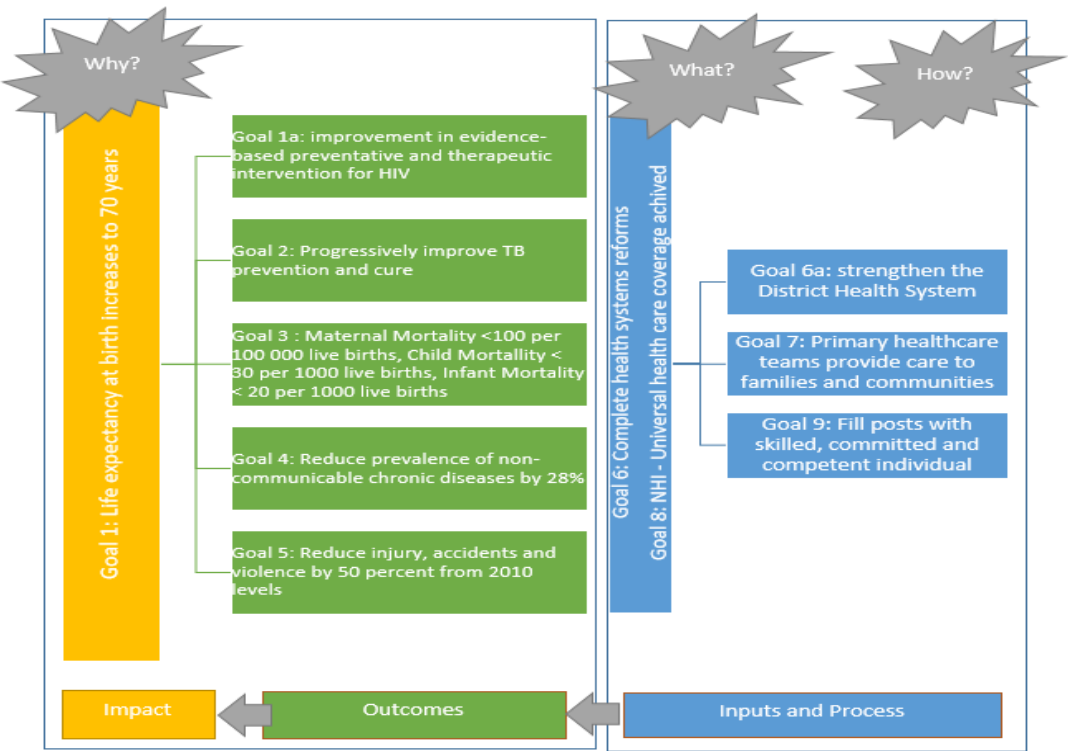 Why?
Goal 1: Life expectancy at birth increases to 70 years
Goal 1a: improvement in evidence-
based preventative and therapeutic
intervention for HIV
Goal 2: Progressively improve TB
prevention and cure
Goal 3 : Maternal Mortality <100 per
100 000 live births, Child Mortallity <
30 per 1000 live births, Infant Mortality
< 20 per 1000 live births
Goal 4: Reduce prevalence of non-
communicable chronic diseases by 28%
Goal 5: Reduce injury, accidents and
violence by 50 percent from 2010
levels
What?
How?
Goal 6: Complete health systems reforms
Goal 8: NHI - Universal health care coverage achived
Goal 6a: strengthen the
District Health System
Goal 7: Primary healthcare
teams provide care to
families and communities
Goal 9: Fill posts with
skilled, committed and
competent individual
Impact
Outcomes
Inputs and Process